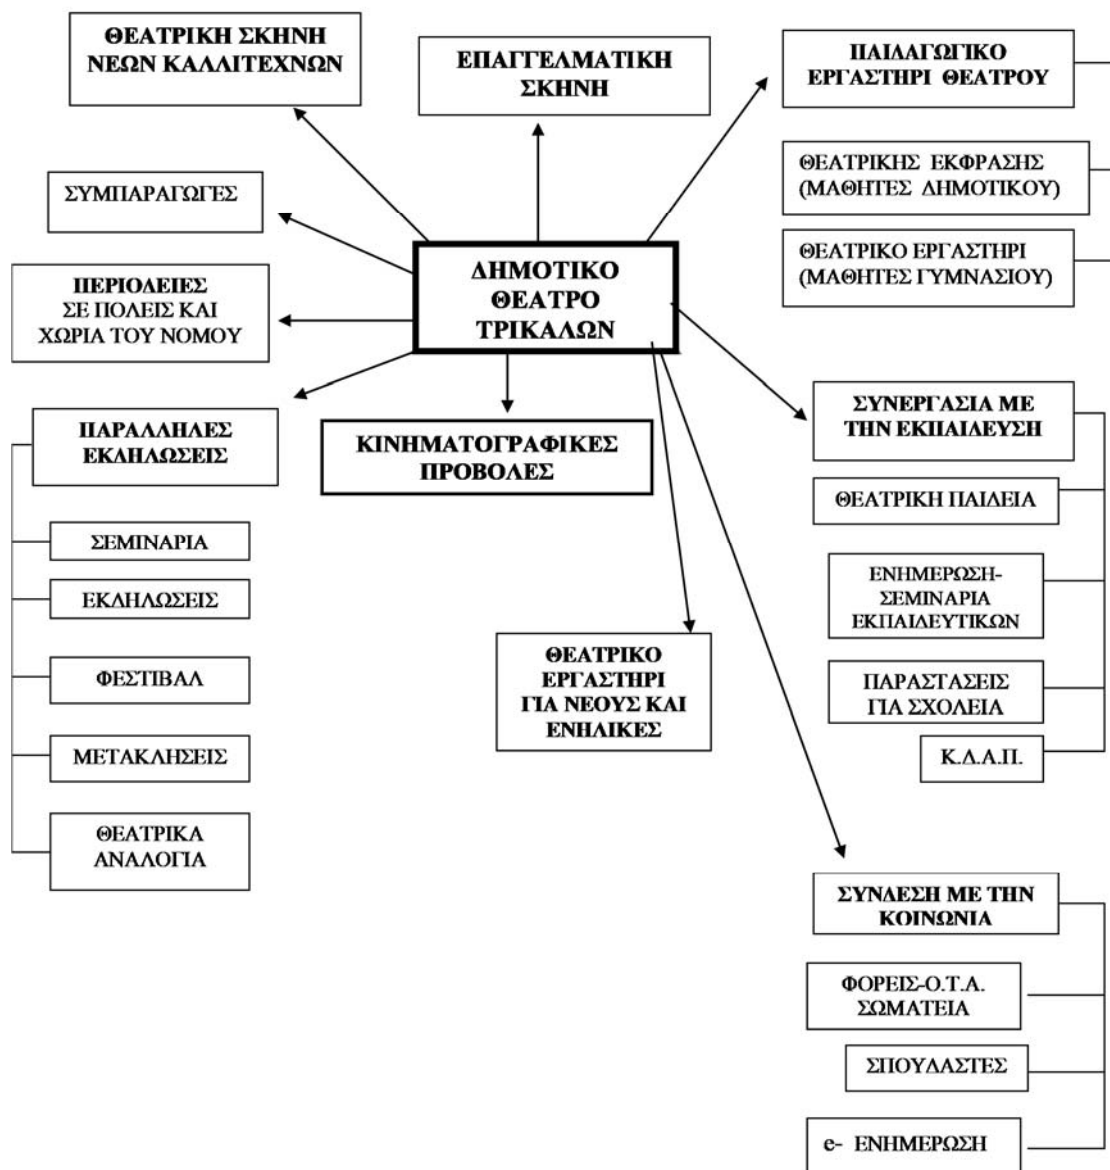 ΘΕΑΤΡΙΚΗ ΣΚΗΝΗ
ΝΕΩΝ ΚΑΛΛΙΤΕΧΝΩΝ
ΕΠΑΓΓΕΛΜΑΤΙΚΗ
ΣΚΗΝΗ
ΠΑΙΔΑΓΩΓΙΚΟ
ΕΡΓΑΣΤΗΡΙ ΘΕΑΤΡΟΥ
ΘΕΑΤΡΙΚΗΣ ΕΚΦΡΑΣΗΣ
(ΜΑΘΗΤΕΣ ΔΗΜΟΤΙΚΟΥ)
ΘΕΑΤΡΙΚΟ ΕΡΓΑΣΤΗΡΙ
(ΜΑΘΗΤΕΣ ΓΥΜΝΑΣΙΟΥ)
ΣΥΜΠΑΡΑΓΩΓΕΣ
ΔΗΜΟΤΙΚΟ
ΘΕΑΤΡΟ
ΤΡΙΚΑΛΩΝ
ΠΕΡΙΟΔΕΙΕΣ
ΣΕ ΠΟΛΕΙΣ ΚΑΙ
ΧΩΡΙΑ ΤΟΥ ΝΟΜΟΥ
ΠΑΡΑΛΛΗΛΕΣ
ΕΚΔΗΛΩΣΕΙΣ
ΣΕΜΙΝΑΡΙΑ
ΕΚΔΗΛΩΣΕΙΣ
ΦΕΣΤΙΒΑΛ
ΜΕΤΑΚΛΗΣΕΙΣ
ΘΕΑΤΡΙΚΑ
ΑΝΑΛΟΓΙΑ
ΚΙΝΗΜΑΤΟΓΡΑΦΙΚΕΣ
ΠΡΟΒΟΛΕΣ
ΘΕΑΤΡΙΚΟ
ΕΡΓΑΣΤΗΡΙ
ΓΙΑ ΝΕΟΥΣ ΚΑΙ
ΕΝΗΛΙΚΕΣ
ΣΥΝΕΡΓΑΣΙΑ ΜΕ
ΤΗΝ ΕΚΠΑΙΔΕΥΣΗ
ΘΕΑΤΡΙΚΗ ΠΑΙΔΕΙΑ
ΕΝΗΜΕΡΩΣΗ-
ΣΕΜΙΝΑΡΙΑ
ΕΚΠΑΙΔΕΥΤΙΚΩΝ
ΠΑΡΑΣΤΑΣΕΙΣ
ΓΙΑ ΣΧΟΛΕΙΑ
Κ.Δ.Α.Π.
ΣΥΝΔΕΣΗ ΜΕ ΤΗΝ
ΚΟΙΝΩΝΙΑ
ΦΟΡΕΙΣ-Ο.Τ.Α.
ΣΩΜΑΤΕΙΑ
ΣΠΟΥΔΑΣΤΕΣ
e- ΕΝΗΜΕΡΩΣΗ